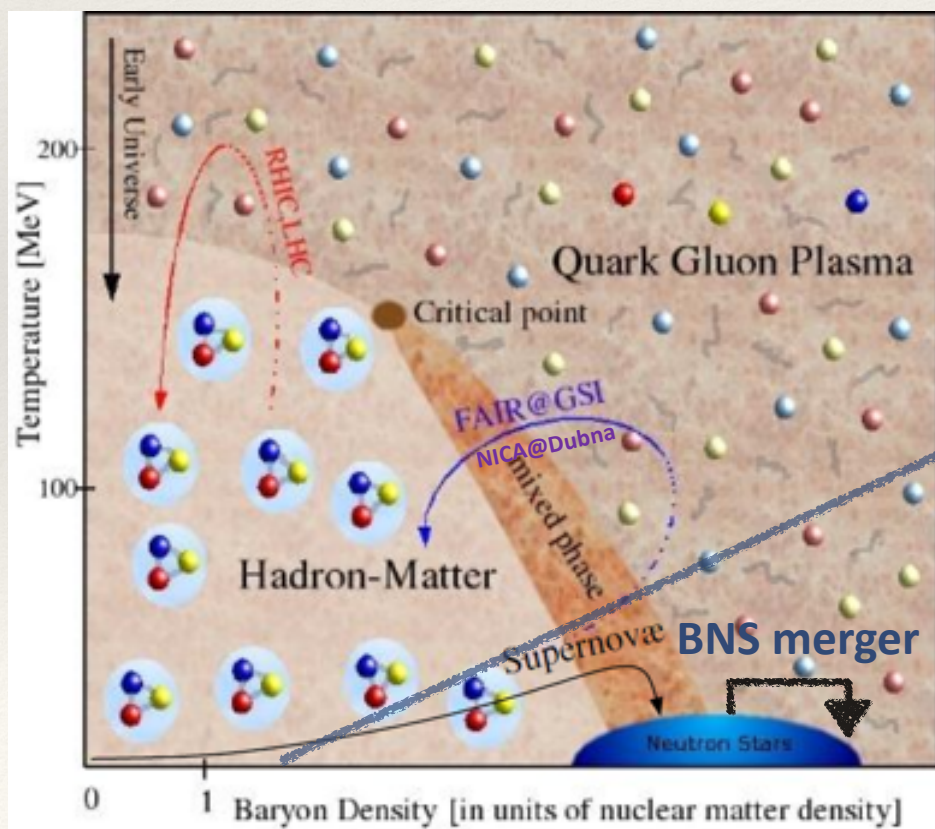 Early Universe
200
RHIC,LHC
Quark Gluon Plasma
Critical point
Temperature [MeV]
FAIR@GSI
NICA@Dubna
100
mixed phase
Hadron-Matter
Supernovæ
BNS merger
Neutron Stars
0
1
Baryon Density [in units of nuclear matter density]